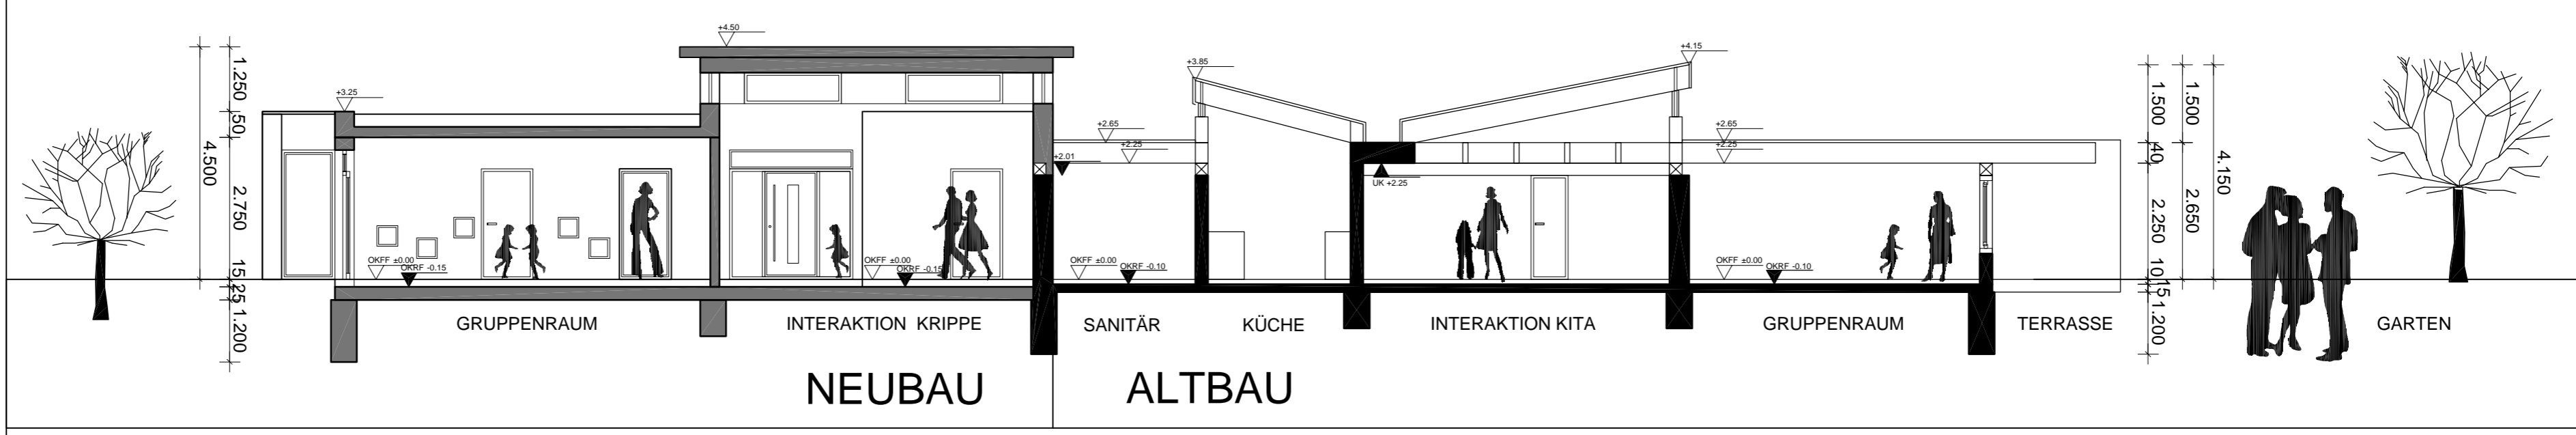 +4.50
+4.15
+3.85
+3.25
+2.65
+2.65
+2.25
+2.25
+2.01
UK +2.25
1.250
50
2.750
15
25
1.200
4.500
1.500
40
2.250
10
15
1.200
1.500
2.650
4.150
OKFF ±0.00
OKRF -0.15
OKFF ±0.00
OKRF -0.15
OKFF ±0.00
OKRF -0.10
OKFF ±0.00
OKRF -0.10
GRUPPENRAUM
INTERAKTION KRIPPE
SANITÄR
KÜCHE
INTERAKTION KITA
GRUPPENRAUM
TERRASSE
GARTEN
NEUBAU
ALTBAU